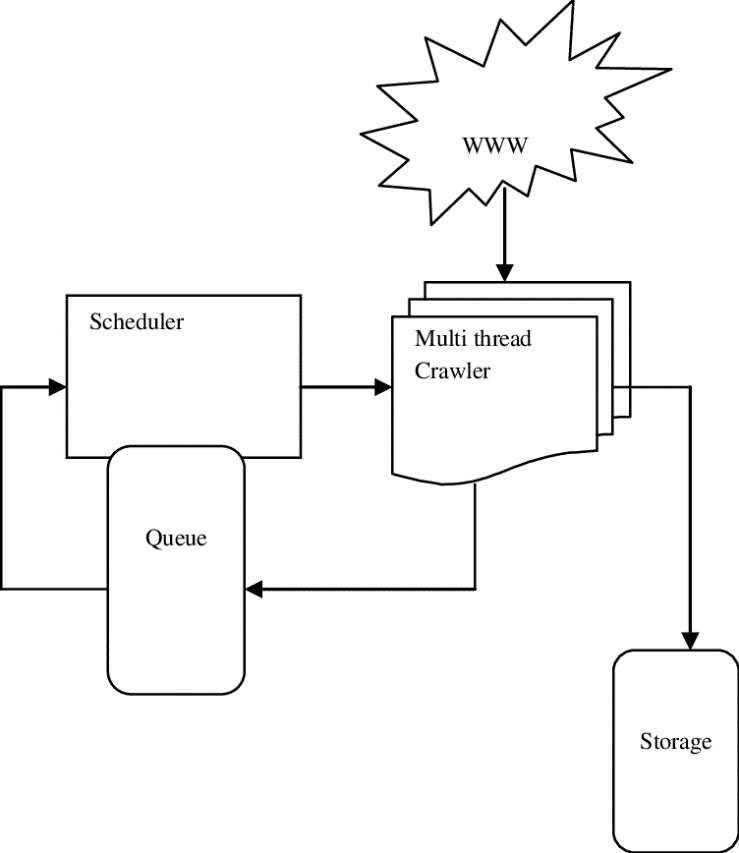 WWW
Scheduler
Multi thread
Crawler
Queue
Storage